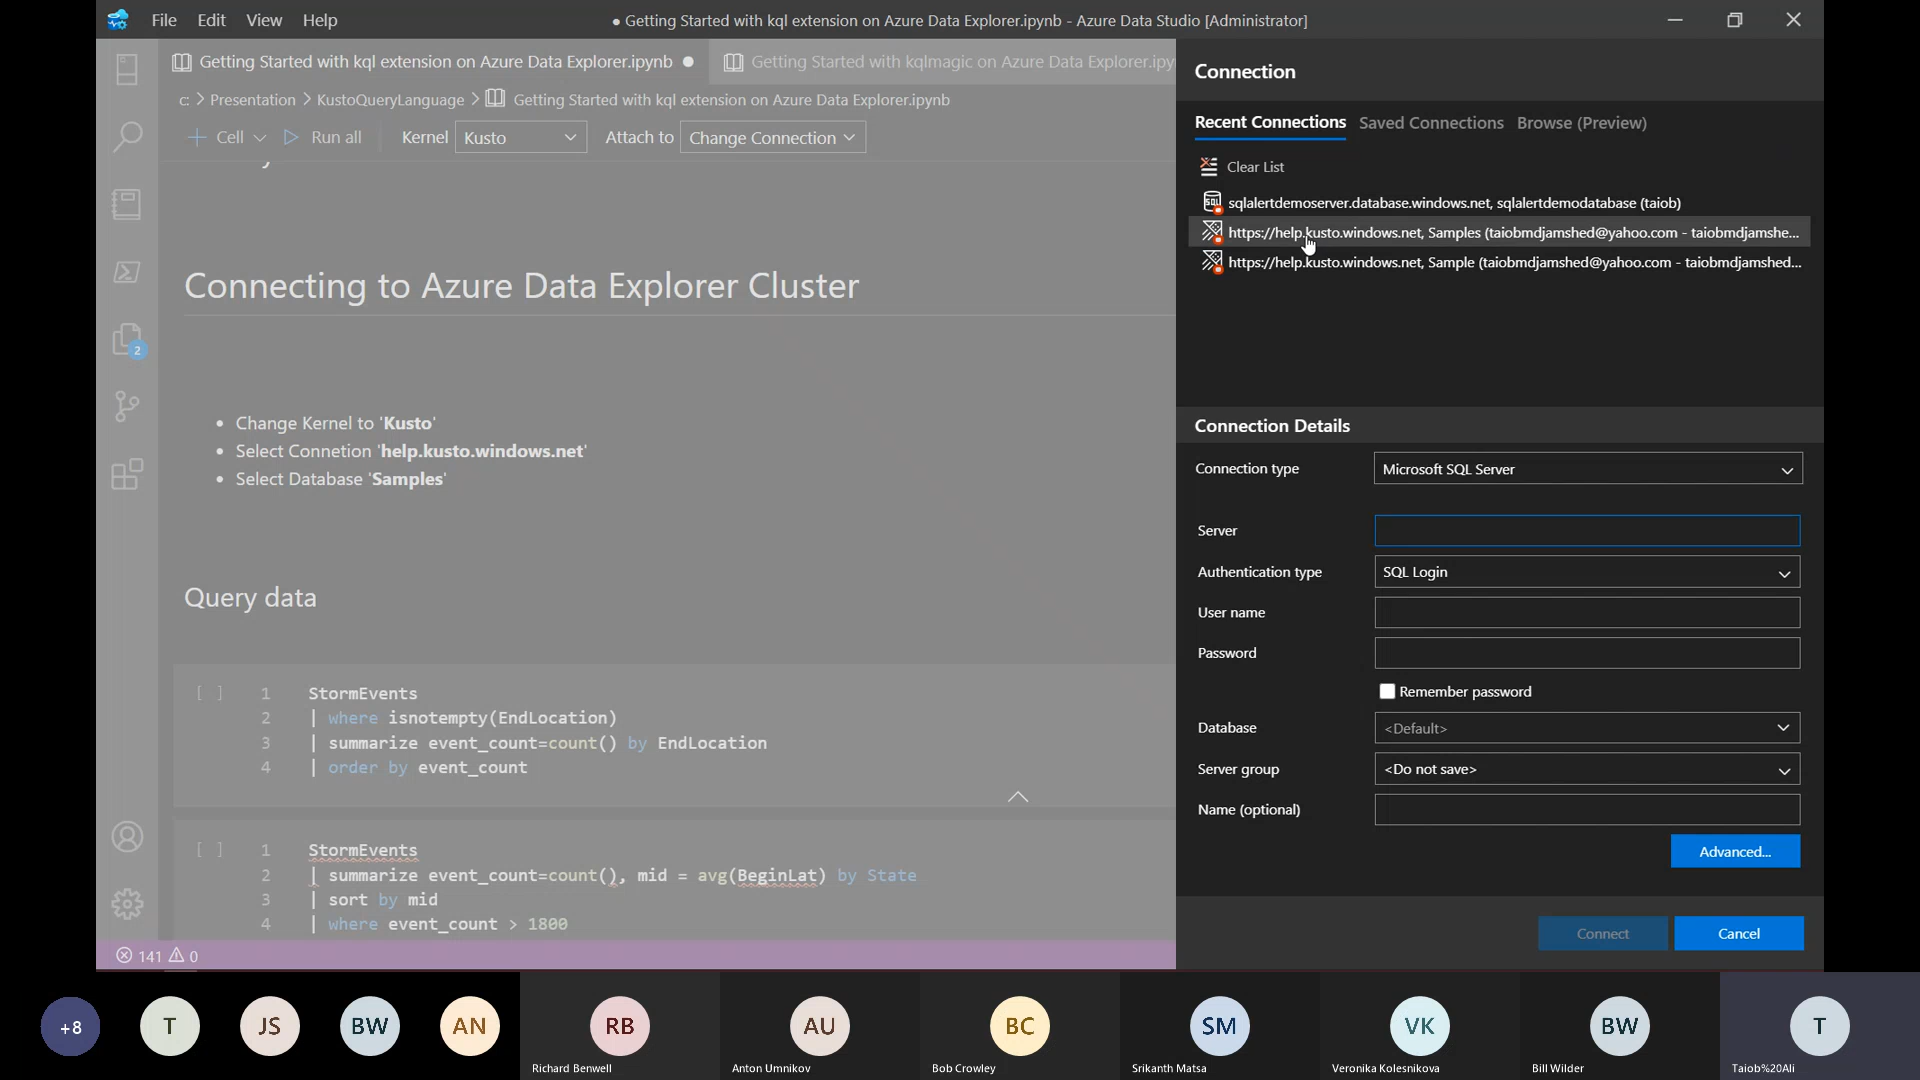 File Edit View Help
● Getting Started with kql extension on Azure Data Explorer.ipynb - Azure Data Studio [Administrator]
Getting Started with kql extension on Azure Data Explorer.ipynb ●
Getting Started with kqlmagic on Azure Data Explorer.ipy
c: > Presentation > KustoQueryLanguage > Getting Started with kql extension on Azure Data Explorer.ipynb
+ Cell Run all Kernel Kusto Attach to Change Connection
Connecting to Azure Data Explorer Cluster
• Change Kernel to 'Kusto'
• Select Connetion 'help.kusto.windows.net'
• Select Database 'Samples'
Query data
[ ] 1 StormEvents
2 | where isnotempty(EndLocation)
3 | summarize event_count=count() by EndLocation
4 | order by event_count
[ ] 1 StormEvents
2 | summarize event_count=count(), mid = avg(BeginLat) by State
3 | sort by mid
4 | where event_count > 1800
2
141 0
Connection
Recent Connections Saved Connections Browse (Preview)
Clear List
sqlalertdemoserver.database.windows.net, sqlalertdemodatabase (taiob)
https://help.kusto.windows.net, Samples (taiobmdjamshed@yahoo.com - taiobmdjamshe...
https://help.kusto.windows.net, Sample (taiobmdjamshed@yahoo.com - taiobmdjamshed...
Connection Details
Connection type Microsoft SQL Server
Server
Authentication type SQL Login
User name
Password
Remember password
Database <Default>
Server group <Do not save>
Name (optional)
Advanced...
Connect Cancel
+8 T JS BW AN RB AU BC SM VK BW T
Richard Benwell Anton Umnikov Bob Crowley Srikanth Matsa Veronika Kolesnikova Bill Wilder Taiob%20Ali